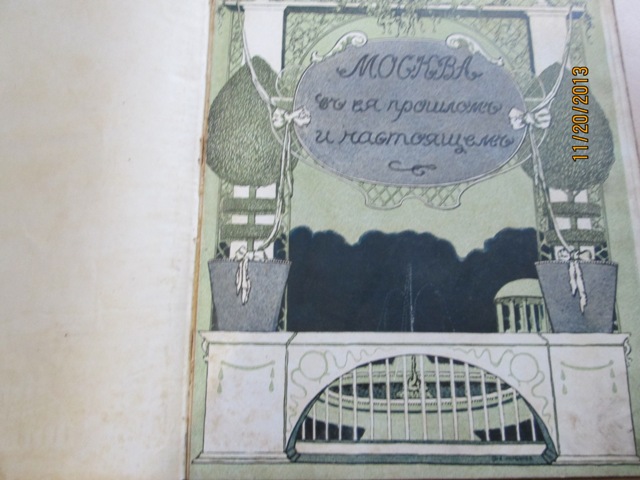 МОСКВА
въ ея прошломъ
и настоящемъ
11/20/2013